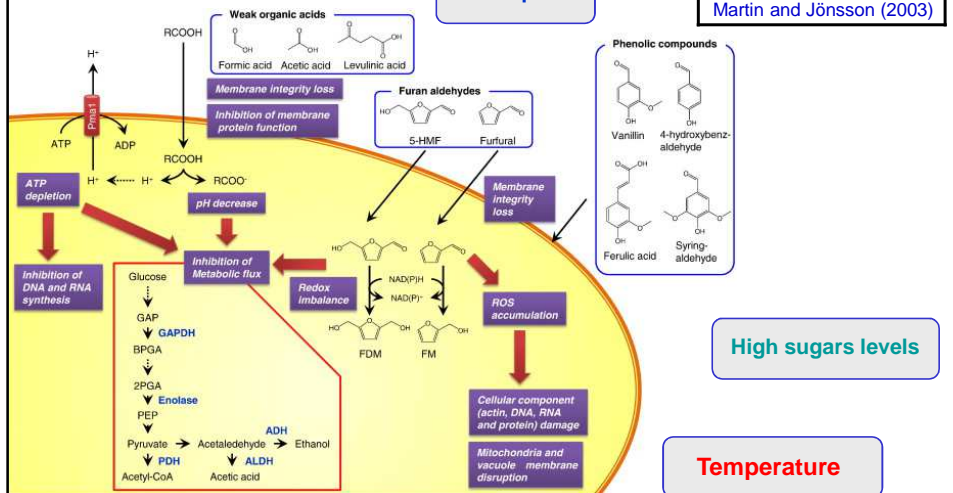 Martin and Jönsson (2003)
Weak organic acids
Formic acid
Acetic acid
Levulinic acid
RCOOH
H⁺
Pma1
ATP
ADP
Membrane integrity loss
Inhibition of membrane
protein function
Furan aldehydes
5-HMF
Furfural
Phenolic compounds
Vanillin
4-hydroxybenz-
aldehyde
Ferulic acid
Syring-
aldehyde
RCOOH
H⁺
H⁺
RCOO⁻
ATP
depletion
pH decrease
Membrane
integrity
loss
Inhibition of
DNA and RNA
synthesis
Inhibition of
Metabolic flux
Redox
imbalance
NAD(P)H
NAD(P)⁺
ROS
accumulation
FDM
FM
Glucose
GAP
GAPDH
BPGA
2PGA
Enolase
PEP
Pyruvate
Acetaledehyde
ADH
Ethanol
PDH
ALDH
Acetyl-CoA
Acetic acid
Cellular component
(actin, DNA, RNA
and protein) damage
Mitochondria and
vacuole membrane
disruption
High sugars levels
Temperature